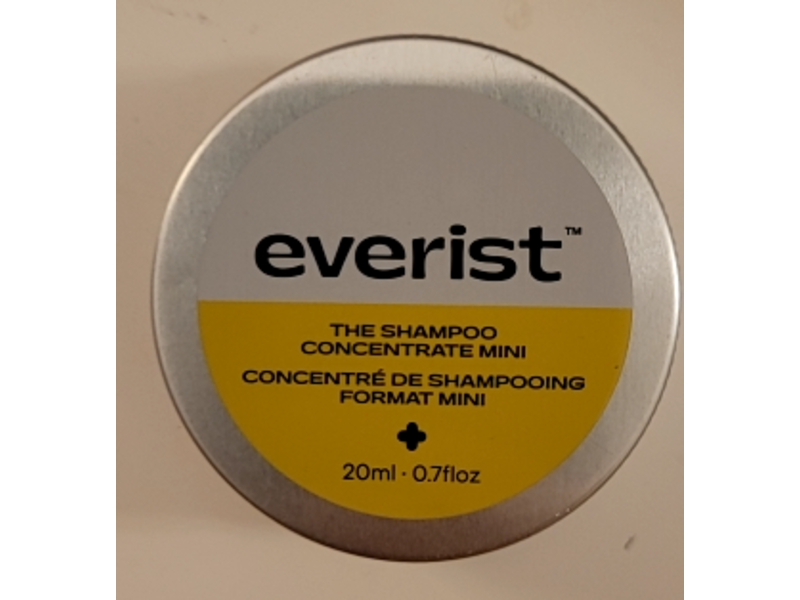 everist™
THE SHAMPOO
CONCENTRATE MINI
CONCENTRÉ DE SHAMPOOING
FORMAT MINI
20ml · 0.7floz